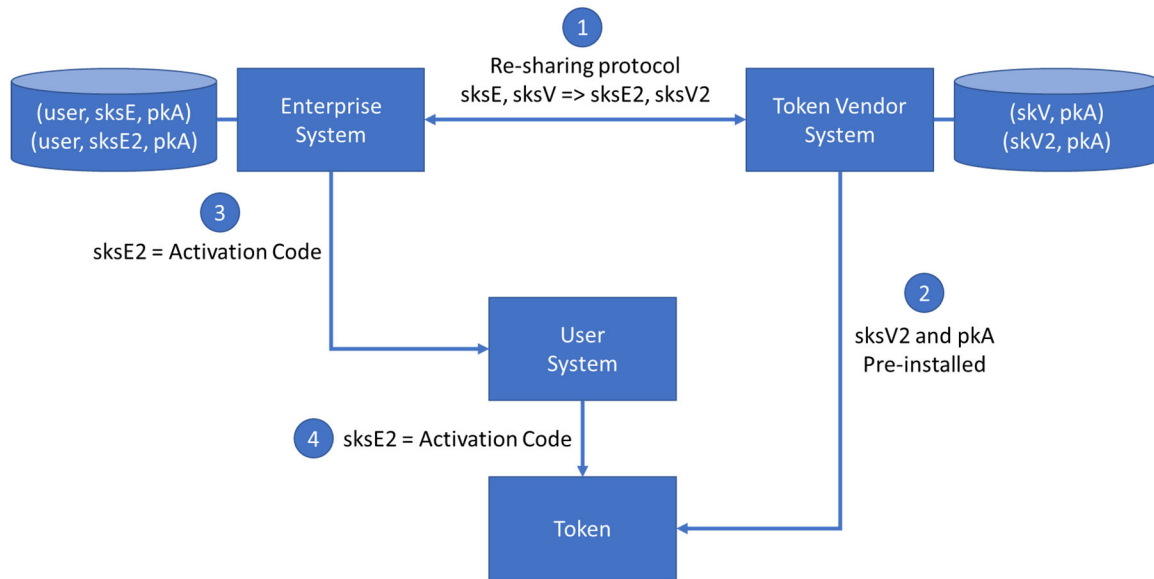 1
Re-sharing protocol
sksE, sksV => sksE2, sksV2
(user, sksE, pkA)
(user, sksE2, pkA)
Enterprise
System
Token Vendor
System
(skV, pkA)
(skV2, pkA)
3
sksE2 = Activation Code
2
sksV2 and pkA
Pre-installed
User
System
4
sksE2 = Activation Code
Token